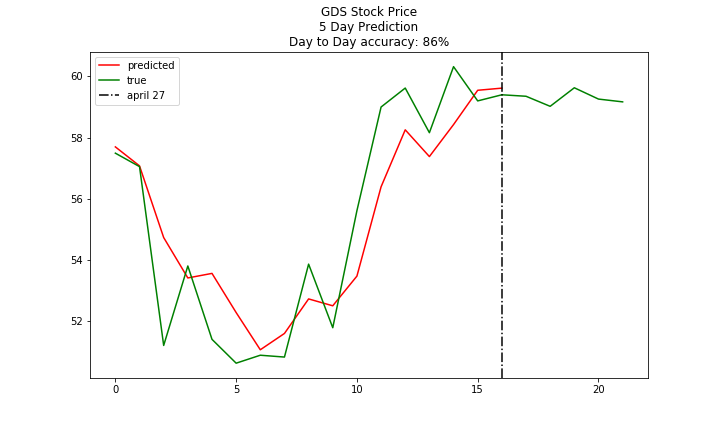 GDS Stock Price
5 Day Prediction
Day to Day accuracy: 86%
predicted
true
april 27
60
58
56
54
52
0
5
10
15
20